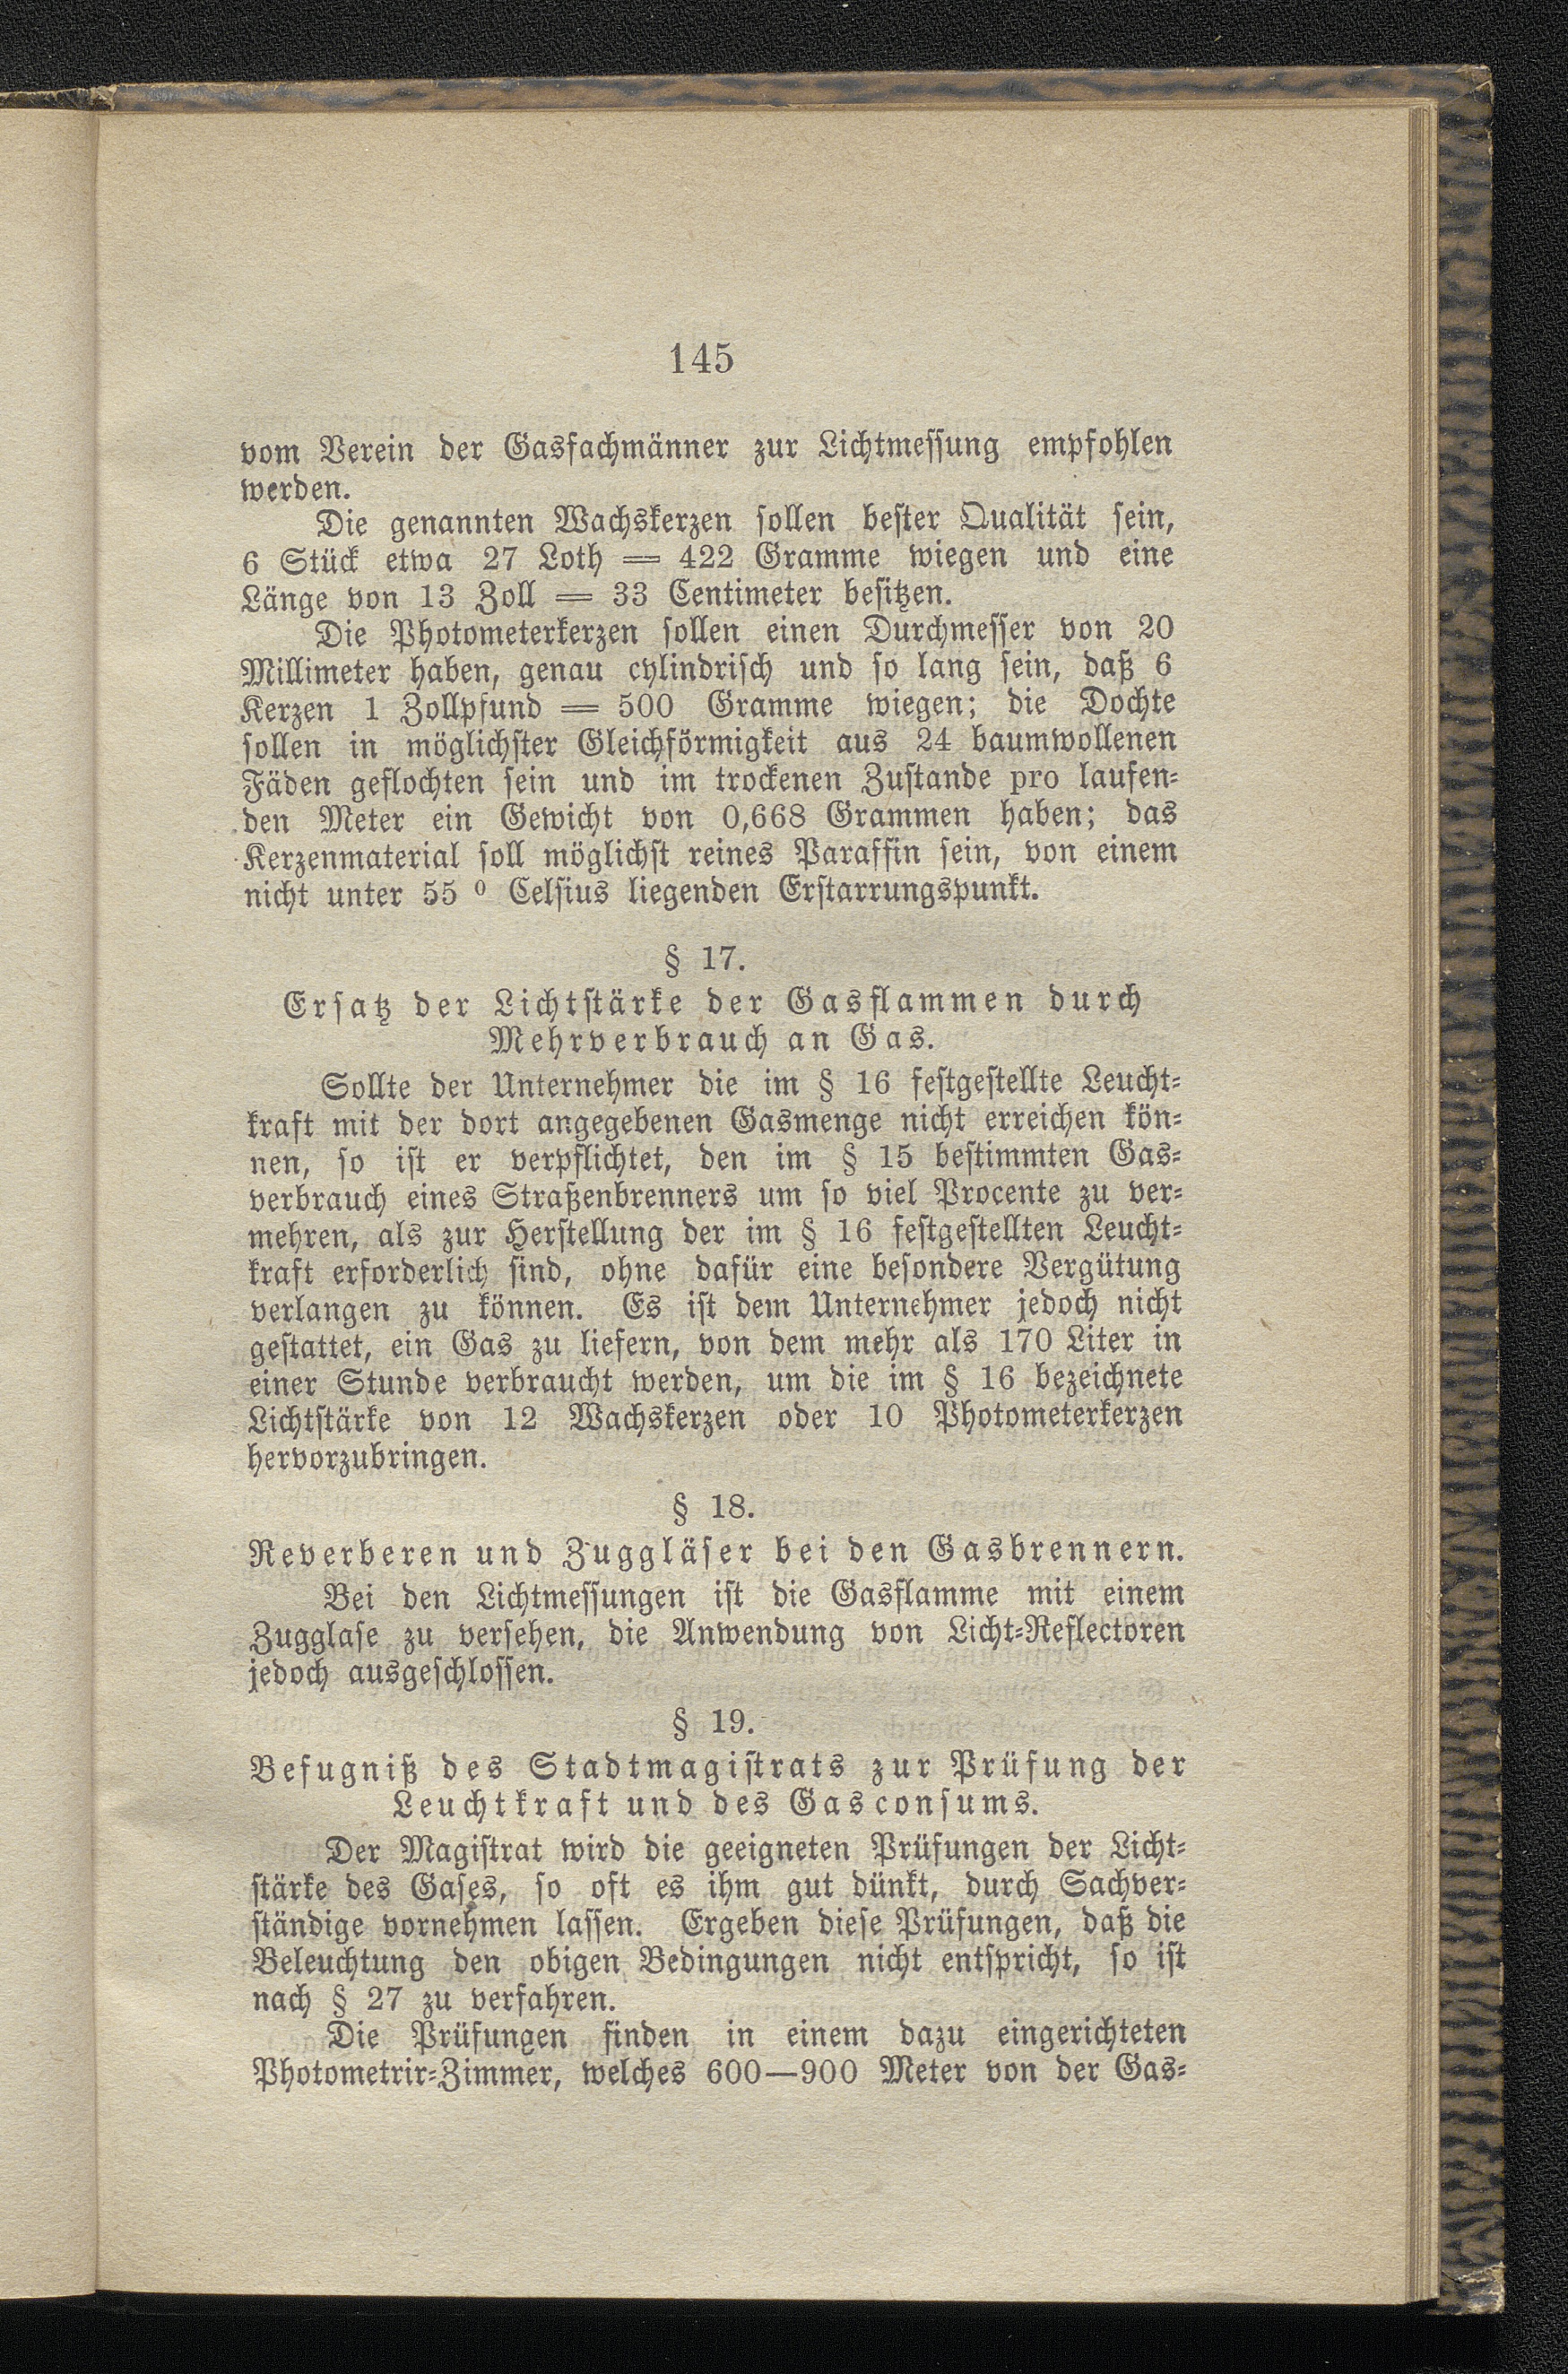 145
vom Verein der Gasfachmänner zur Lichtmessung empfohlen
werden.
Die genannten Wachskerzen sollen bester Qualität sein,
6 Stück etwa 27 Loth = 422 Gramme wiegen und eine
Länge von 13 Zoll = 33 Centimeter besitzen.
Die Photometerkerzen sollen einen Durchmesser von 20
Millimeter haben, genau cylindrisch und so lang sein, daß 6
Kerzen 1 Zollpfund = 500 Gramme wiegen; die Dochte
sollen in möglichster Gleichförmigkeit aus 24 baumwollenen
Fäden geflochten sein und im trockenen Zustande pro laufen-
den Meter ein Gewicht von 0,668 Grammen haben; das
Kerzenmaterial soll möglichst reines Paraffin sein, von einem
nicht unter 55 ⁰ Celsius liegenden Erstarrungspunkt.
§ 17.
Ersatz der Lichtstärke der Gasflammen durch
Mehrverbrauch an Gas.
Sollte der Unternehmer die im § 16 festgestellte Leucht-
kraft mit der dort angegebenen Gasmenge nicht erreichen kön-
nen, so ist er verpflichtet, den im § 15 bestimmten Gas-
verbrauch eines Straßenbrenners um so viel Procente zu ver-
mehren, als zur Herstellung der im § 16 festgestellten Leucht-
kraft erforderlich sind, ohne dafür eine besondere Vergütung
verlangen zu können. Es ist dem Unternehmer jedoch nicht
gestattet, ein Gas zu liefern, von dem mehr als 170 Liter in
einer Stunde verbraucht werden, um die im § 16 bezeichnete
Lichtstärke von 12 Wachskerzen oder 10 Photometerkerzen
hervorzubringen.
§ 18.
Reverberen und Zuggläser bei den Gasbrennern.
Bei den Lichtmessungen ist die Gasflamme mit einem
Zugglase zu versehen, die Anwendung von Licht-Reflectoren
jedoch ausgeschlossen.
§ 19.
Befugniß des Stadtmagistrats zur Prüfung der
Leuchtkraft und des Gasconsums.
Der Magistrat wird die geeigneten Prüfungen der Licht-
stärke des Gases, so oft es ihm gut dünkt, durch Sachver-
ständige vornehmen lassen. Ergeben diese Prüfungen, daß die
Beleuchtung den obigen Bedingungen nicht entspricht, so ist
nach § 27 zu verfahren.
Die Prüfungen finden in einem dazu eingerichteten
Photometrir-Zimmer, welches 600—900 Meter von der Gas-